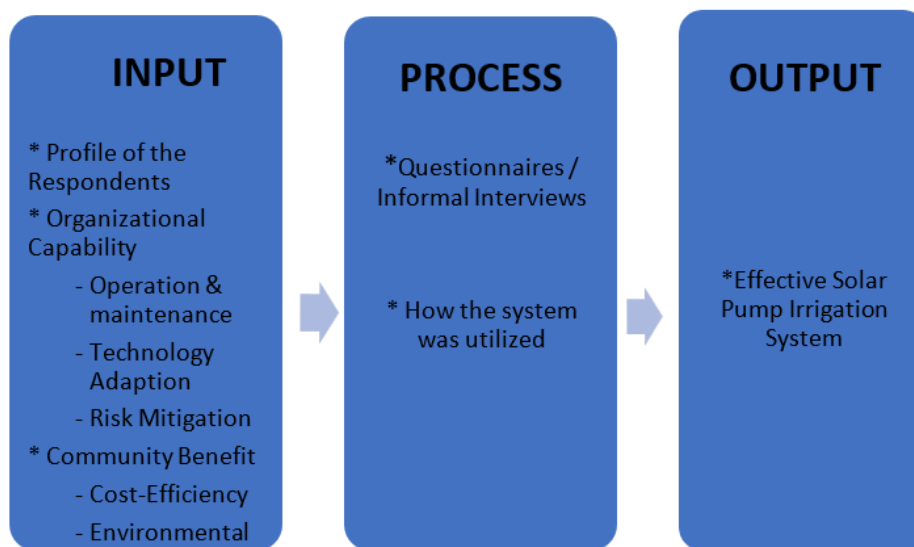 INPUT
* Profile of the
Respondents
* Organizational
Capability
- Operation &
maintenance
- Technology
Adaption
- Risk Mitigation
* Community Benefit
- Cost-Efficiency
- Environmental
PROCESS
*Questionnaires /
Informal Interviews
* How the system
was utilized
OUTPUT
*Effective Solar
Pump Irrigation
System